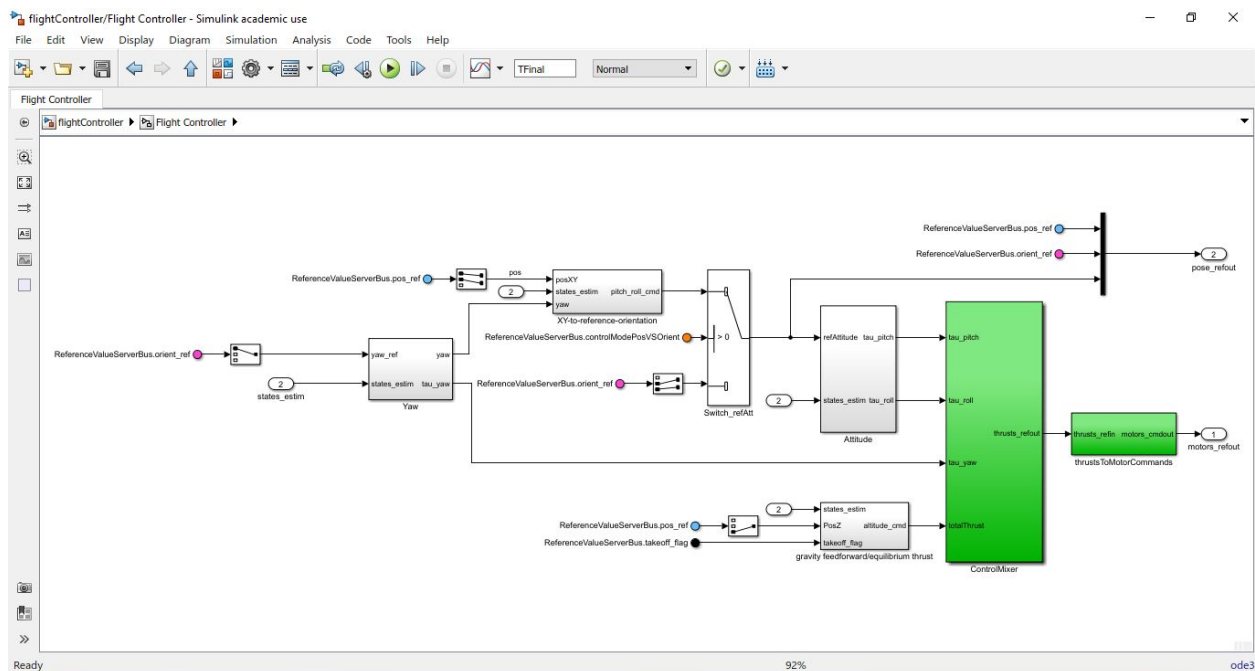 flightController/Flight Controller - Simulink academic use
File Edit View Display Diagram Simulation Analysis Code Tools Help
TFinal Normal
Flight Controller
flightController Flight Controller
ReferenceValueServerBus.pos_ref
ReferenceValueServerBus.orient_ref
2
pose_refout
ReferenceValueServerBus.pos_ref
pos
2
posXY
states_estim pitch_roll_cmd
yaw
XY-to-reference-orientation
ReferenceValueServerBus.controlModePosVSOrient
> 0
ReferenceValueServerBus.orient_ref
Switch_refAtt
ReferenceValueServerBus.orient_ref
2
states_estim
yaw_ref yaw
states_estim tau_yaw
Yaw
2
refAttitude tau_pitch
states_estim tau_roll
Attitude
tau_pitch
tau_roll
thrusts_refout
tau_yaw
totalThrust
ControlMixer
thrusts_refin motors_cmdout
thrustsToMotorCommands
1
motors_refout
2
ReferenceValueServerBus.pos_ref
ReferenceValueServerBus.takeoff_flag
states_estim
PosZ altitude_cmd
takeoff_flag
gravity feedforward/equilibrium thrust
Ready 92% ode3